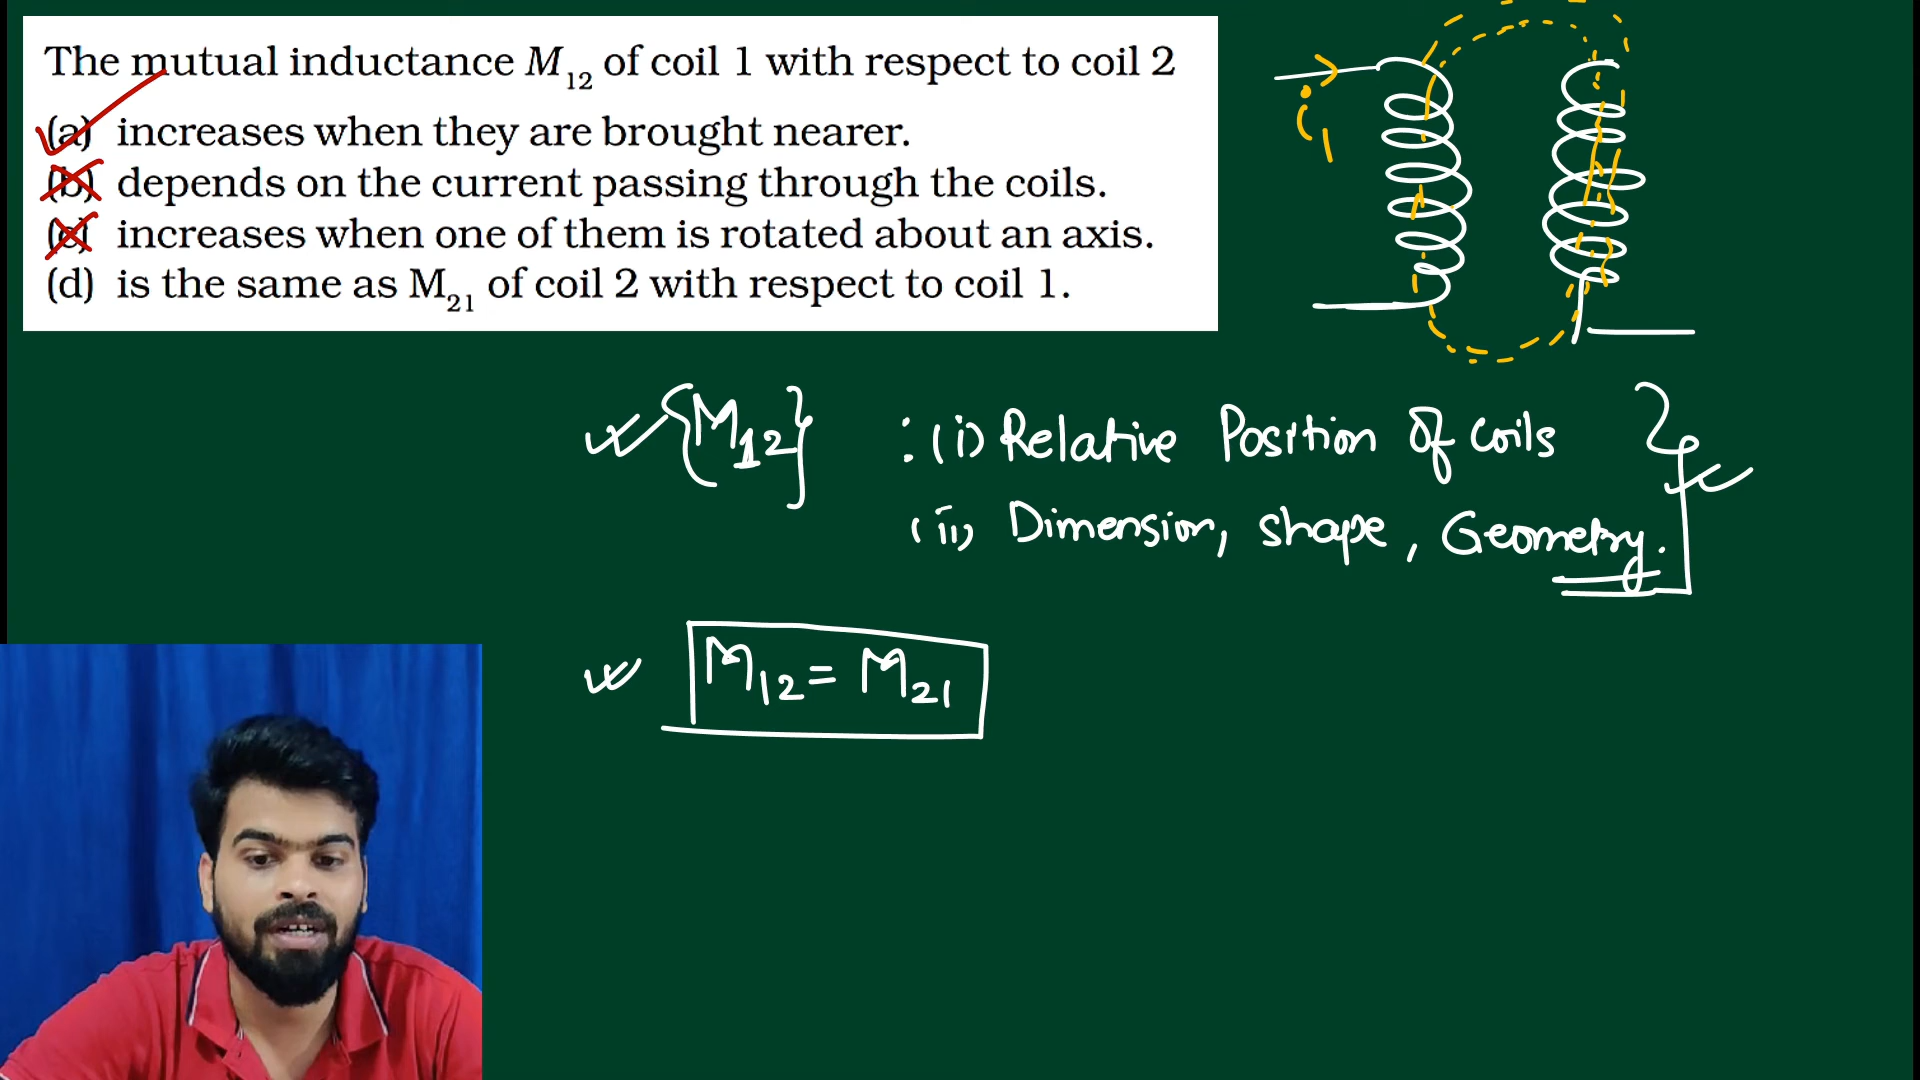 The mutual inductance M12 of coil 1 with respect to coil 2
(a) increases when they are brought nearer.
(b) depends on the current passing through the coils.
(c) increases when one of them is rotated about an axis.
(d) is the same as M21 of coil 2 with respect to coil 1.
i1
{M12} : (i) Relative Position Of coils
(ii) Dimension, shape, Geometry.
M12 = M21